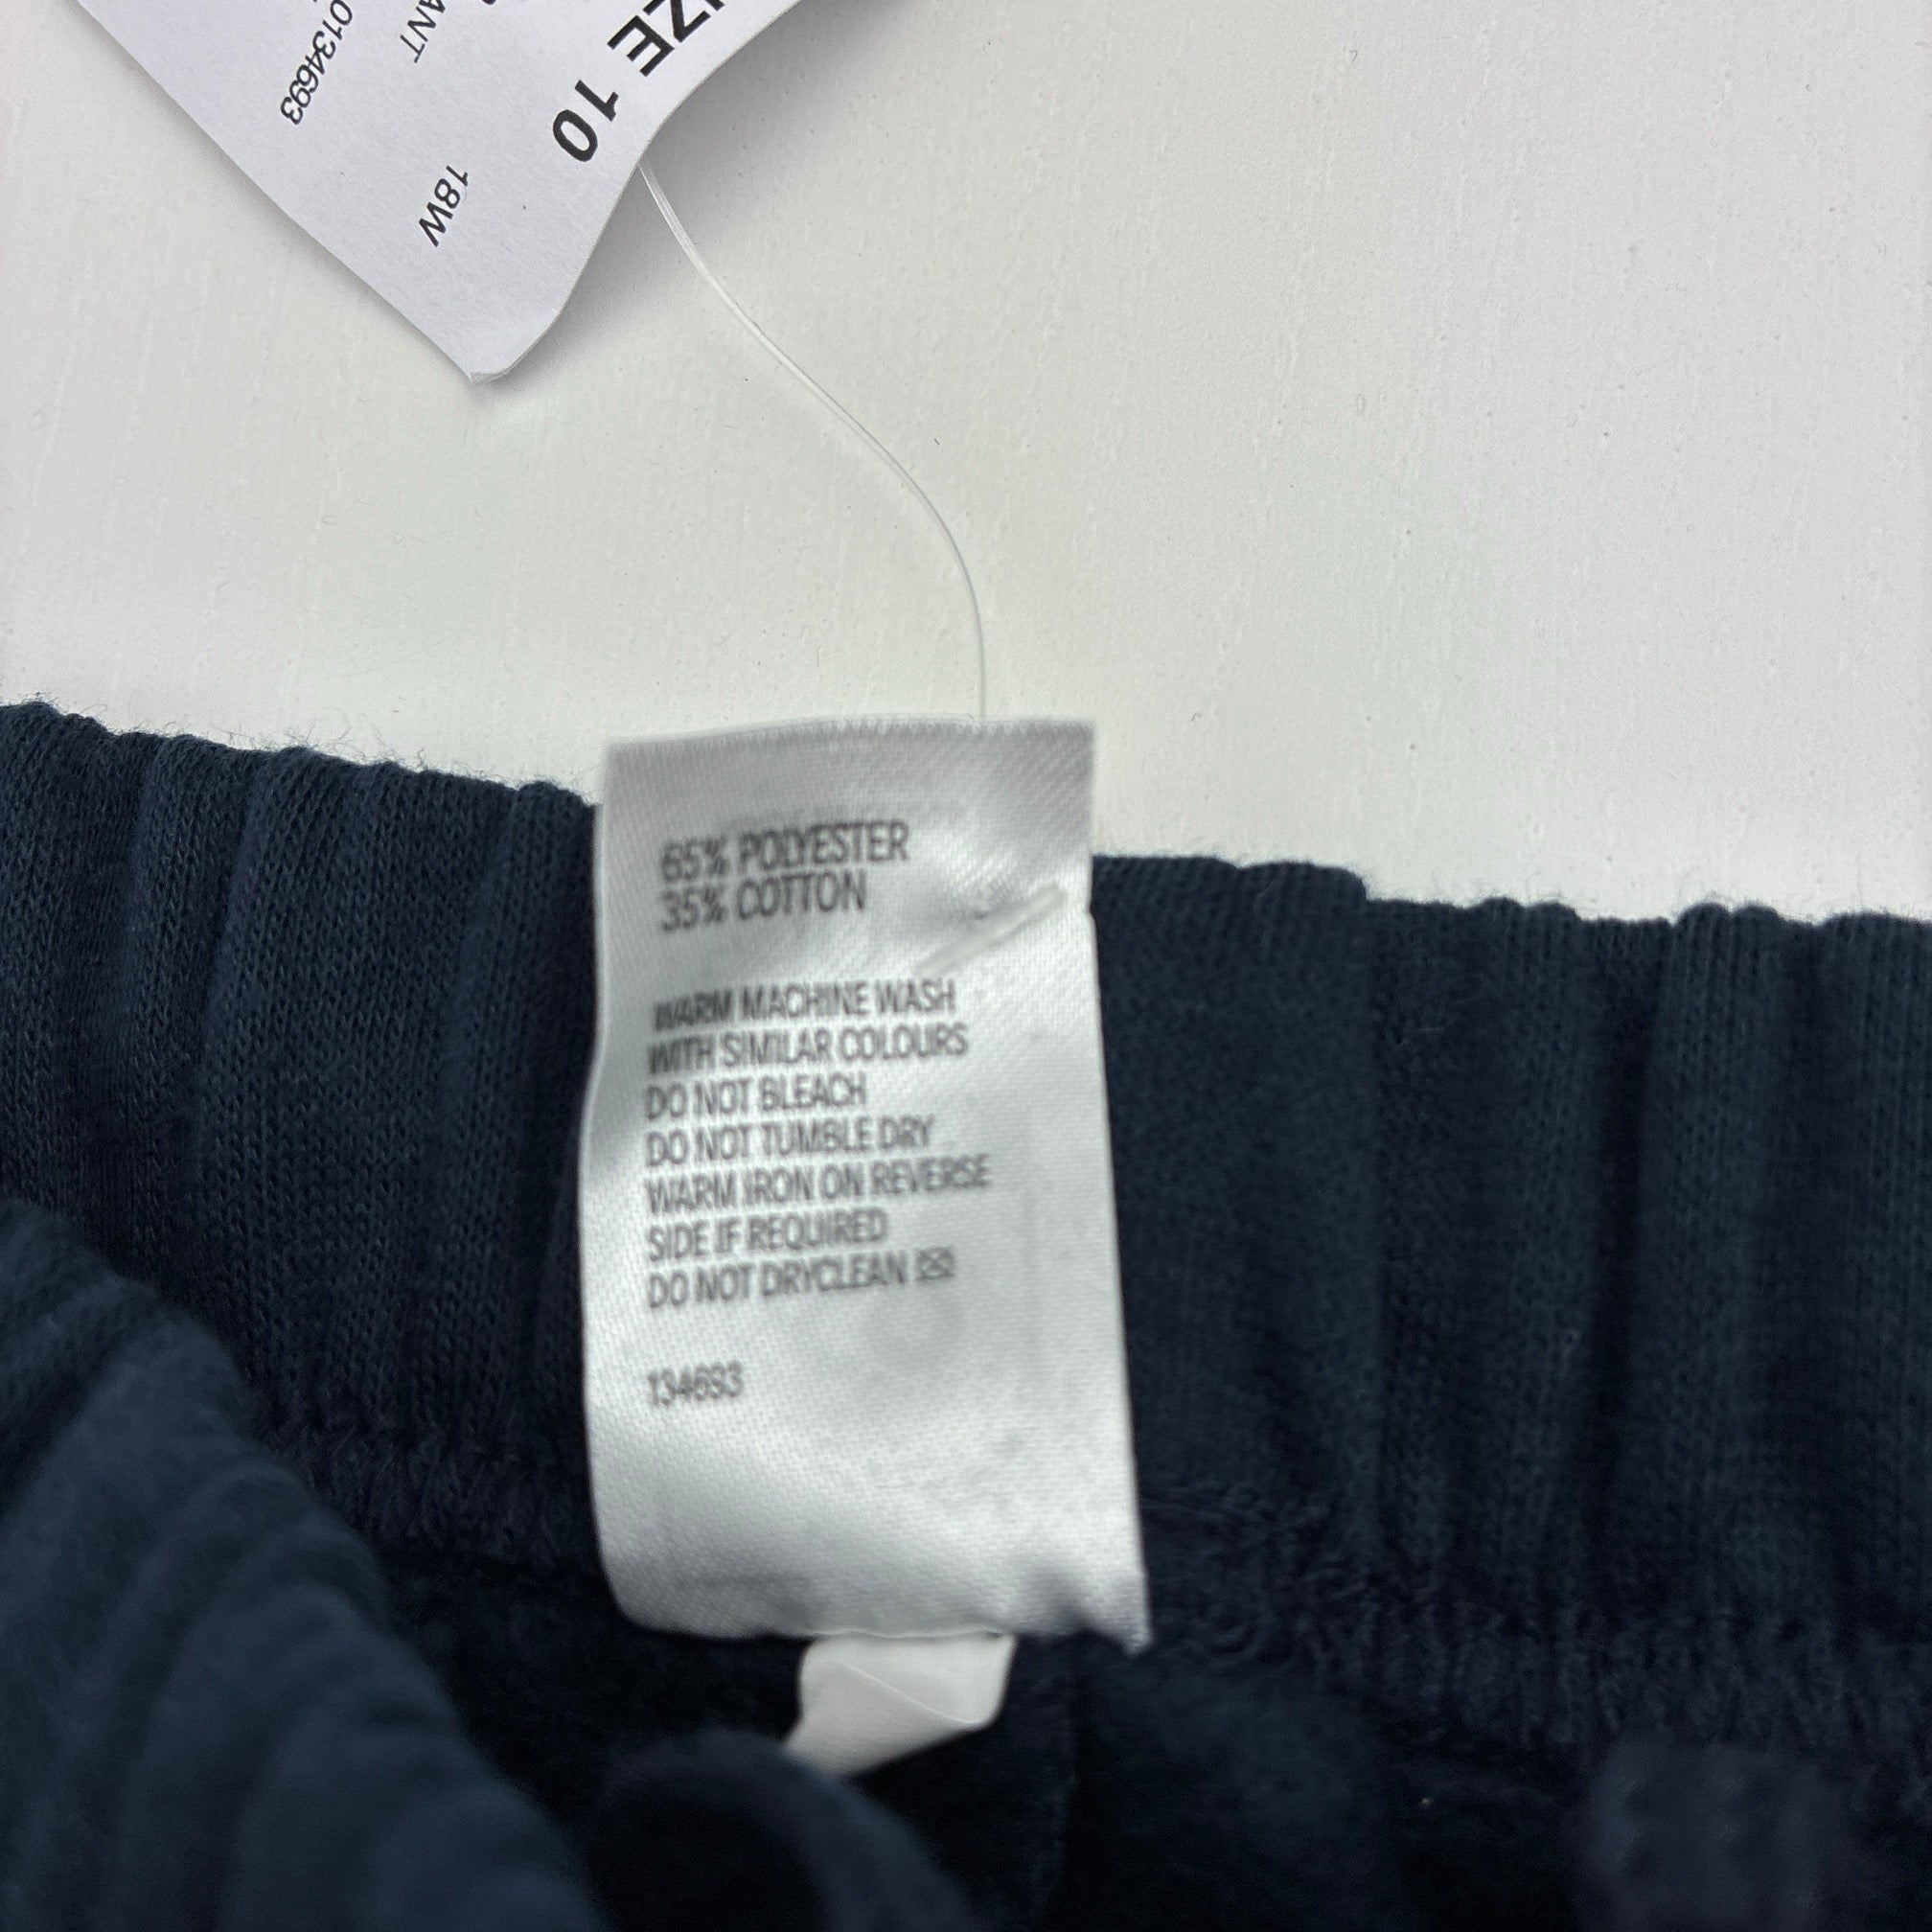 SIZE 10
ANT
0134693
18W
65% POLYESTER
35% COTTON
WARM MACHINE WASH
WITH SIMILAR COLOURS
DO NOT BLEACH
DO NOT TUMBLE DRY
WARM IRON ON REVERSE
SIDE IF REQUIRED
DO NOT DRYCLEAN
134693